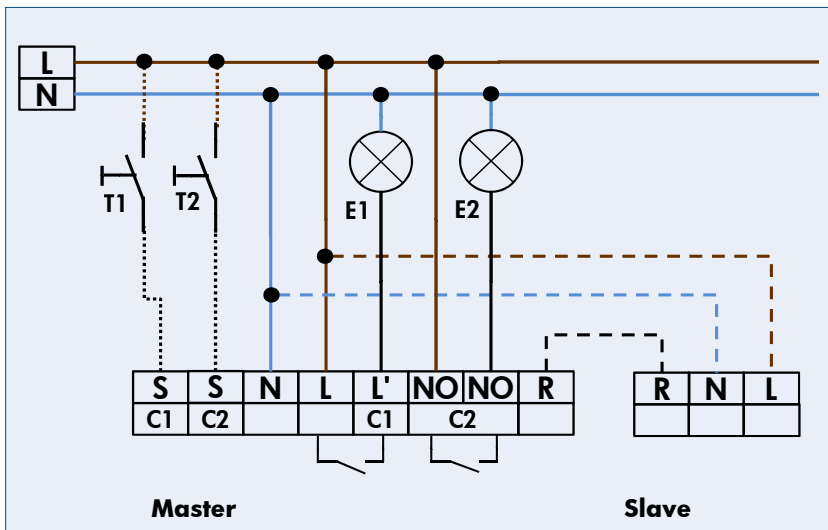 L
N
T1 T2 E1 E2
S S N L L' NO NO R R N L
C1 C2 C1 C2
Master Slave